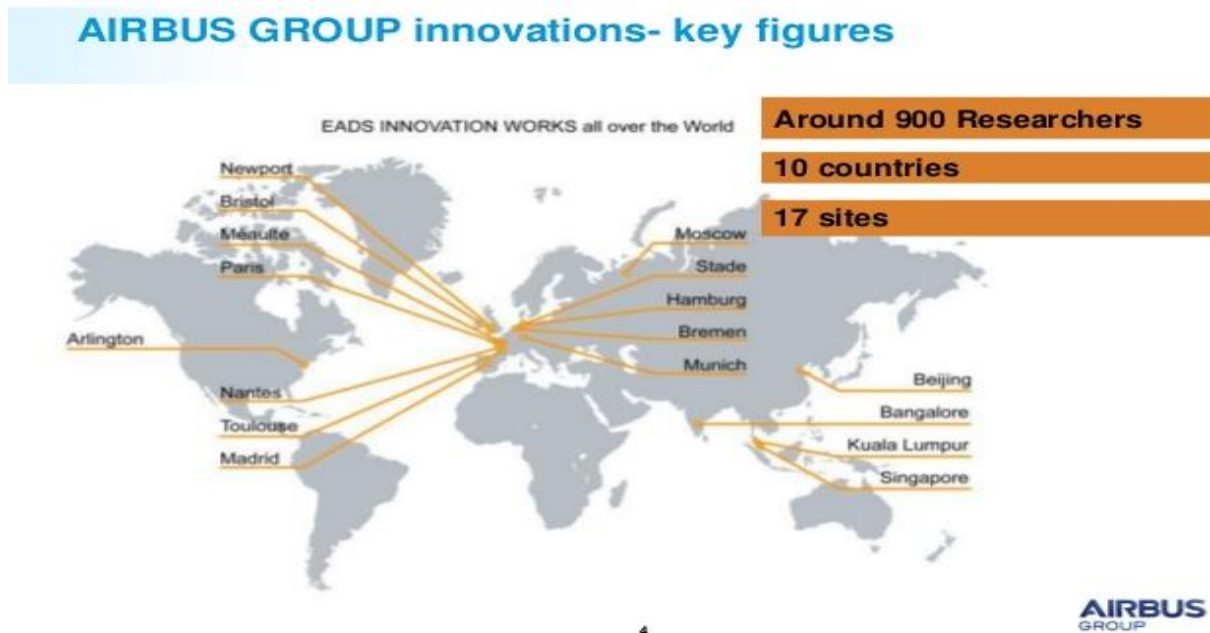 AIRBUS GROUP innovations- key figures
EADS INNOVATION WORKS all over the World
Around 900 Researchers
10 countries
17 sites
Newport
Bristol
Méaulte
Paris
Arlington
Nantes
Toulouse
Madrid
Moscow
Stade
Hamburg
Bremen
Munich
Beijing
Bangalore
Kuala Lumpur
Singapore
4
AIRBUS
GROUP